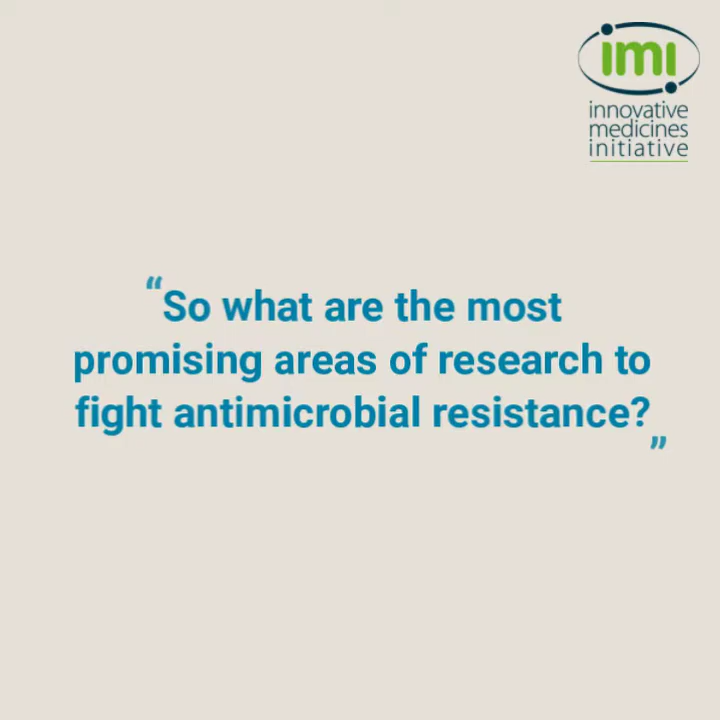 imi
innovative
medicines
initiative
“So what are the most
promising areas of research to
fight antimicrobial resistance?”